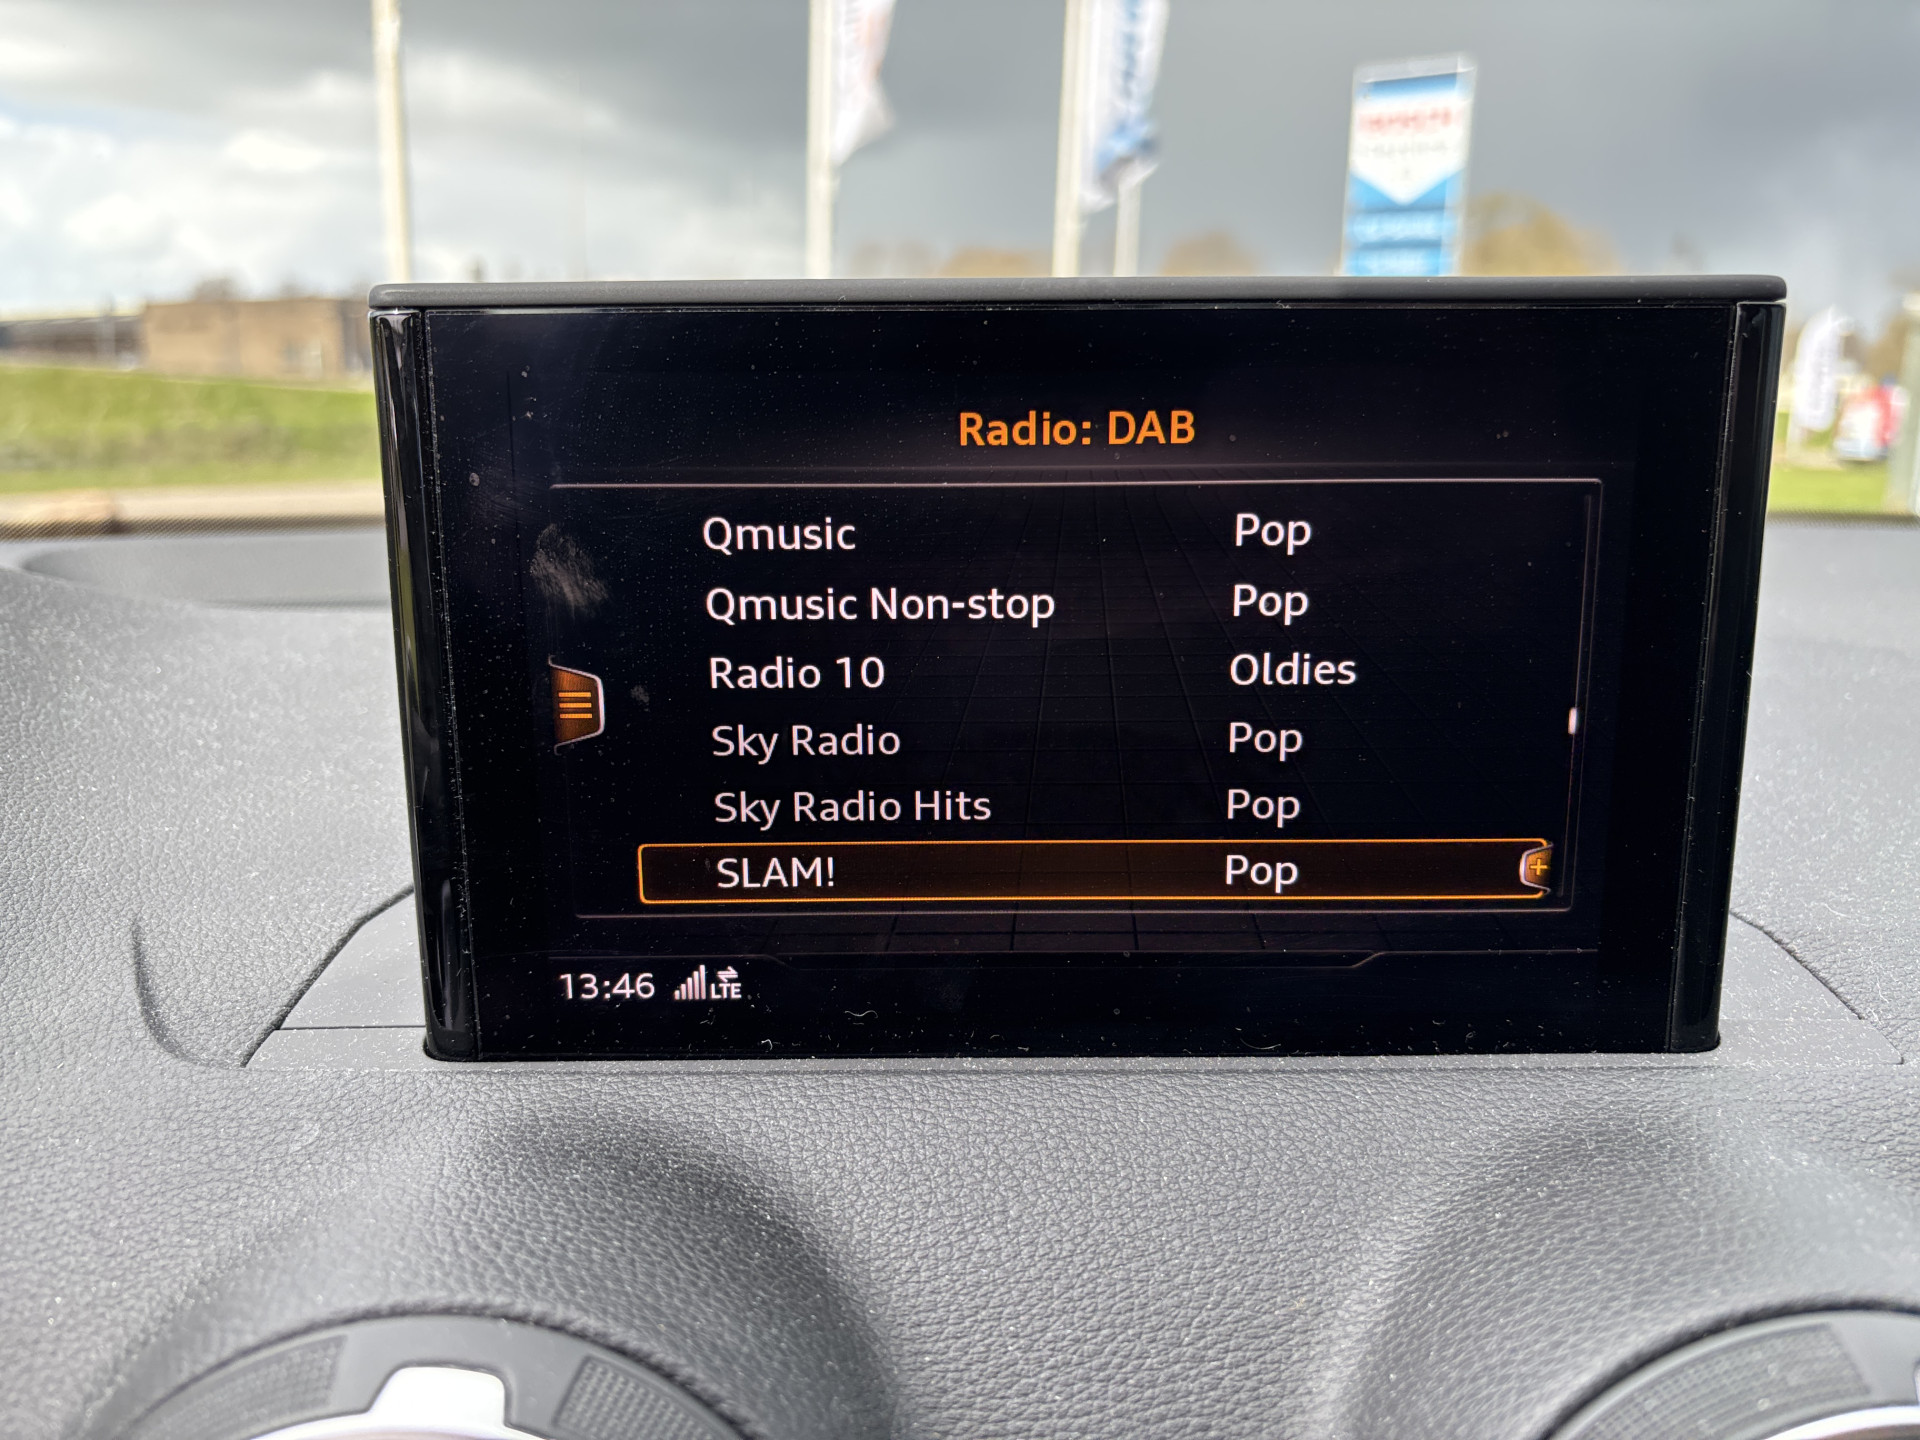 Radio: DAB
Qmusic Pop
Qmusic Non-stop Pop
Radio 10 Oldies
Sky Radio Pop
Sky Radio Hits Pop
SLAM! Pop
13:46 LTE